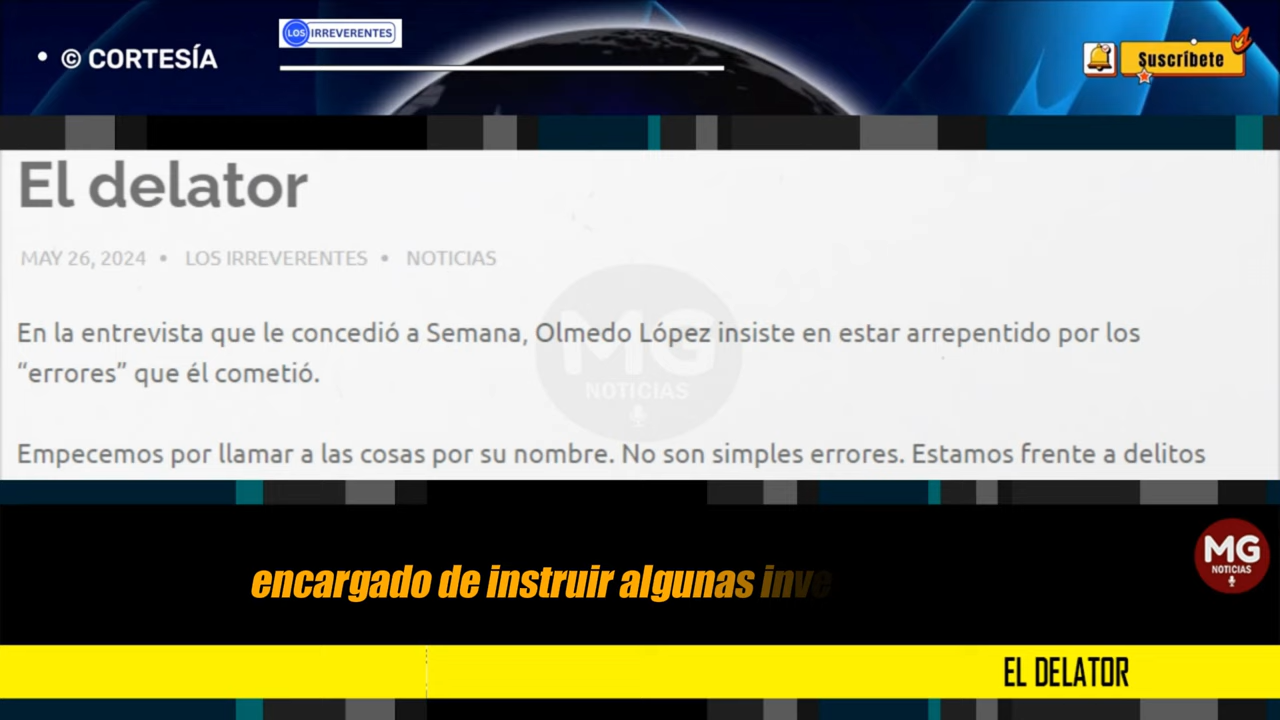 • © CORTESÍA
LOS IRREVERENTES
Suscríbete
El delator
MAY 26, 2024 • LOS IRREVERENTES • NOTICIAS
En la entrevista que le concedió a Semana, Olmedo López insiste en estar arrepentido por los
“errores” que él cometió.
MG
NOTICIAS
Empecemos por llamar a las cosas por su nombre. No son simples errores. Estamos frente a delitos
encargado de instruir algunas inve
MG
NOTICIAS
EL DELATOR